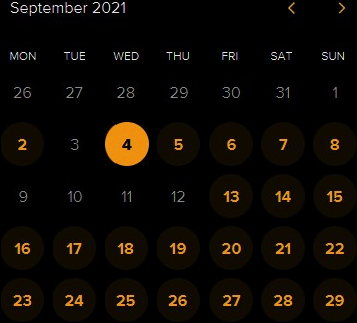 September 2021
MON TUE WED THU FRI SAT SUN
26 27 28 29 30 31 1
2 3 4 5 6 7 8
9 10 11 12 13 14 15
16 17 18 19 20 21 22
23 24 25 26 27 28 29